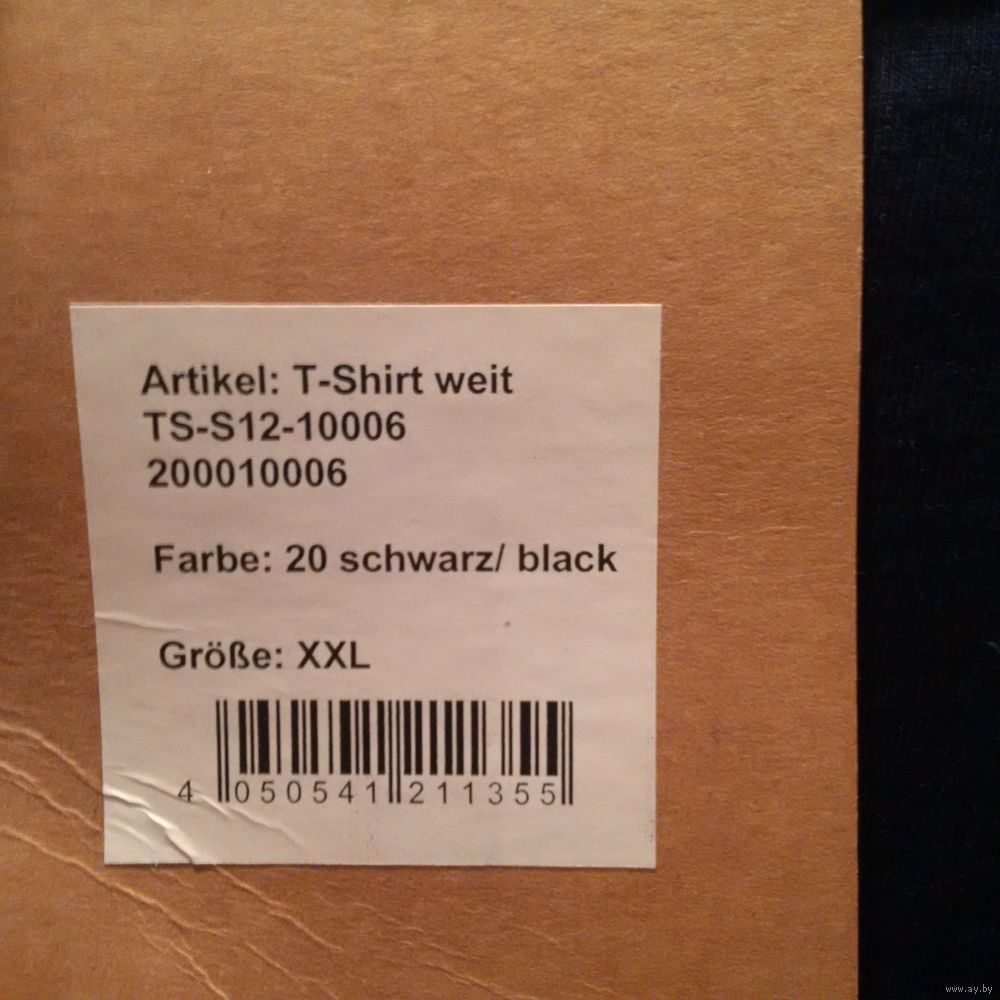 Artikel: T-Shirt weit
TS-S12-10006
200010006
Farbe: 20 schwarz/ black
Größe: XXL
4 050541 211355
www.ay.by